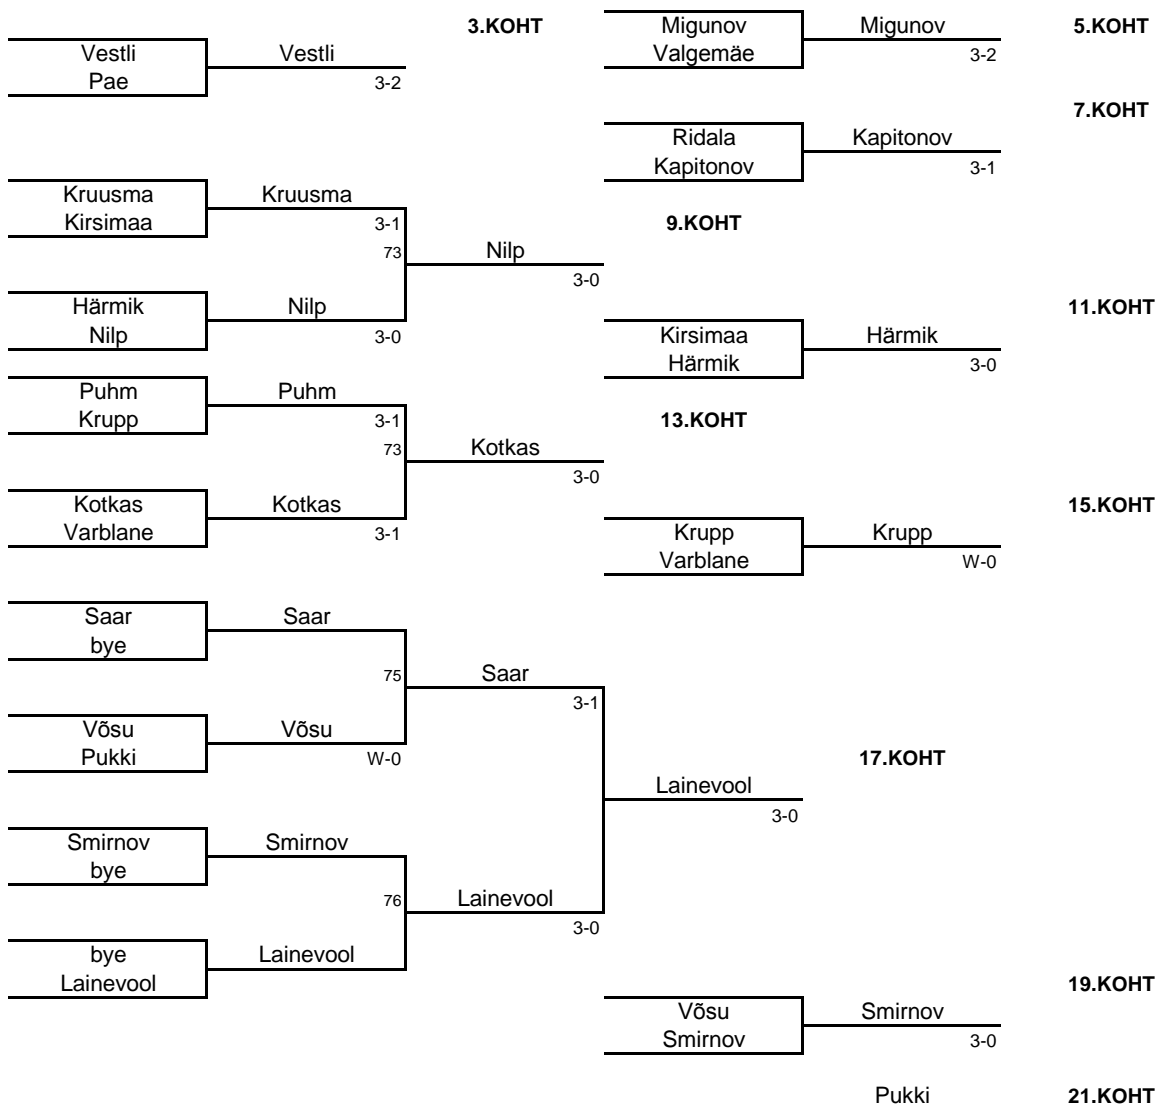 3.KOHT
Vestli
Pae
Vestli
3-2
Migunov
Valgemäe
Migunov
3-2
5.KOHT
7.KOHT
Ridala
Kapitonov
Kapitonov
3-1
Kruusma
Kirsimaa
Kruusma
3-1
73
Nilp
3-0
9.KOHT
Härmik
Nilp
Nilp
3-0
11.KOHT
Kirsimaa
Härmik
Härmik
3-0
Puhm
Krupp
Puhm
3-1
73
Kotkas
3-0
13.KOHT
Kotkas
Varblane
Kotkas
3-1
15.KOHT
Krupp
Varblane
Krupp
W-0
Saar
bye
Saar
75
Saar
3-1
Võsu
Pukki
Võsu
W-0
17.KOHT
Lainevool
3-0
Smirnov
bye
Smirnov
76
Lainevool
3-0
bye
Lainevool
Lainevool
19.KOHT
Võsu
Smirnov
Smirnov
3-0
Pukki
21.KOHT